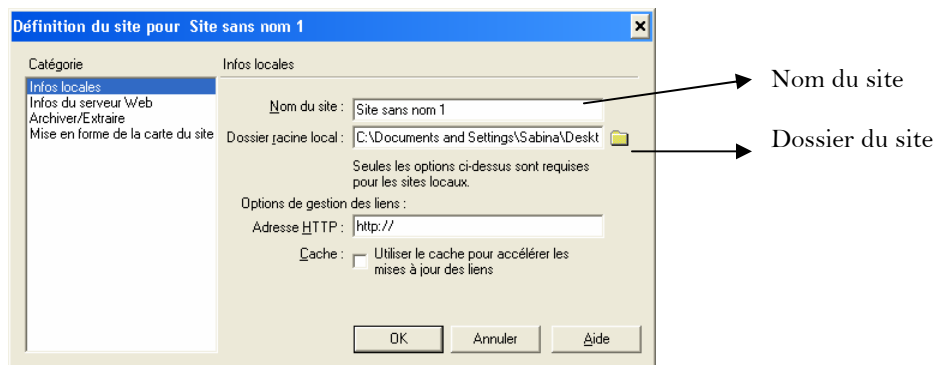 Définition du site pour Site sans nom 1
Catégorie
Infos locales
Infos du serveur Web
Archiver/Extraire
Mise en forme de la carte du site
Infos locales
Nom du site : Site sans nom 1
Dossier racine local : C:\Documents and Settings\Sabina\Deskt
Seules les options ci-dessus sont requises
pour les sites locaux.
Options de gestion des liens :
Adresse HTTP : http://
Cache : Utiliser le cache pour accélérer les
mises à jour des liens
OK Annuler Aide
Nom du site
Dossier du site